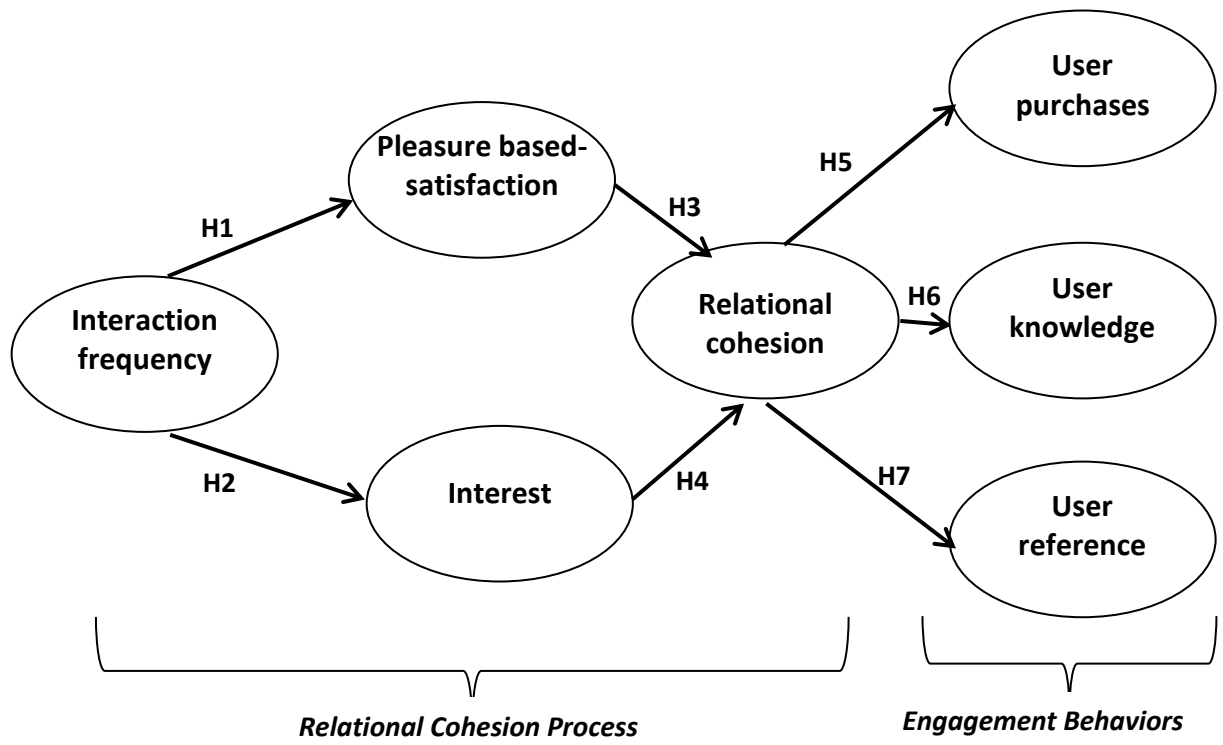 User
purchases
Pleasure based-
satisfaction
H5
H3
H1
Relational
cohesion
H6
User
knowledge
Interaction
frequency
H2
Interest
H4
H7
User
reference
Relational Cohesion Process
Engagement Behaviors